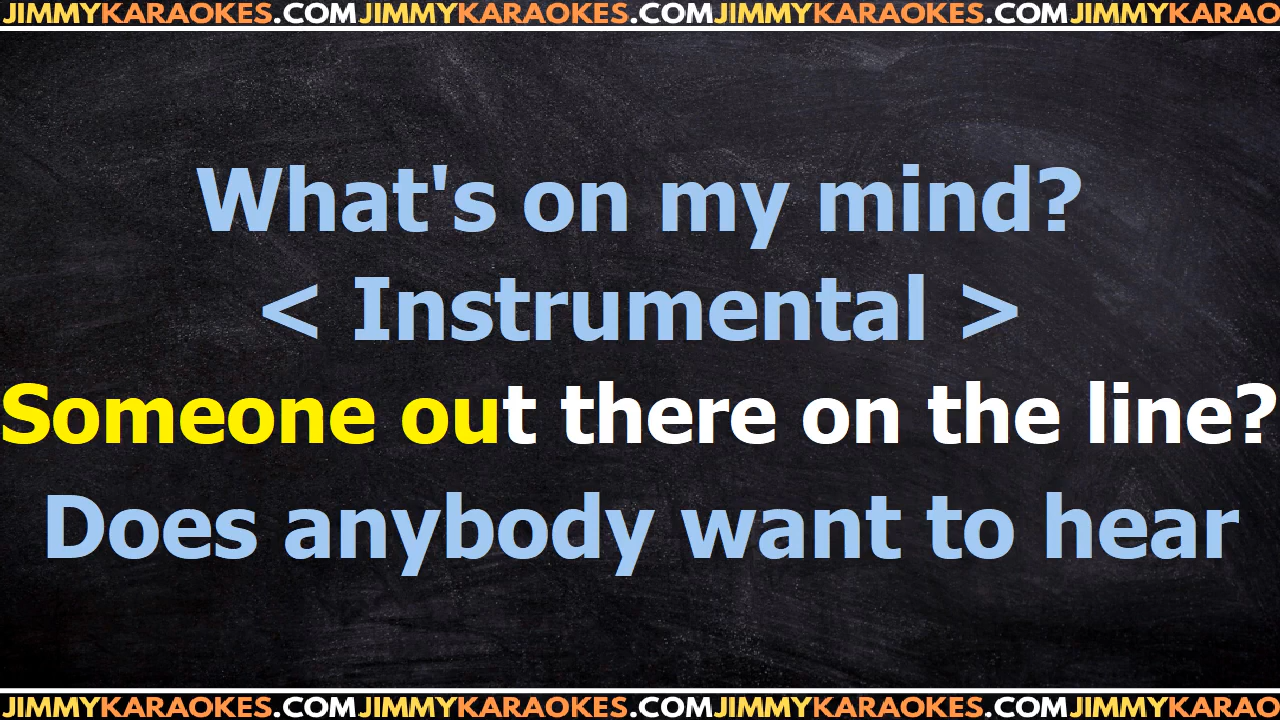 JIMMYKARAOKES.COMJIMMYKARAOKES.COMJIMMYKARAOKES.COMJIMMYKARAO
What's on my mind?
< Instrumental >
Someone out there on the line?
Does anybody want to hear
JIMMYKARAOKES.COMJIMMYKARAOKES.COMJIMMYKARAOKES.COMJIMMYKARAO